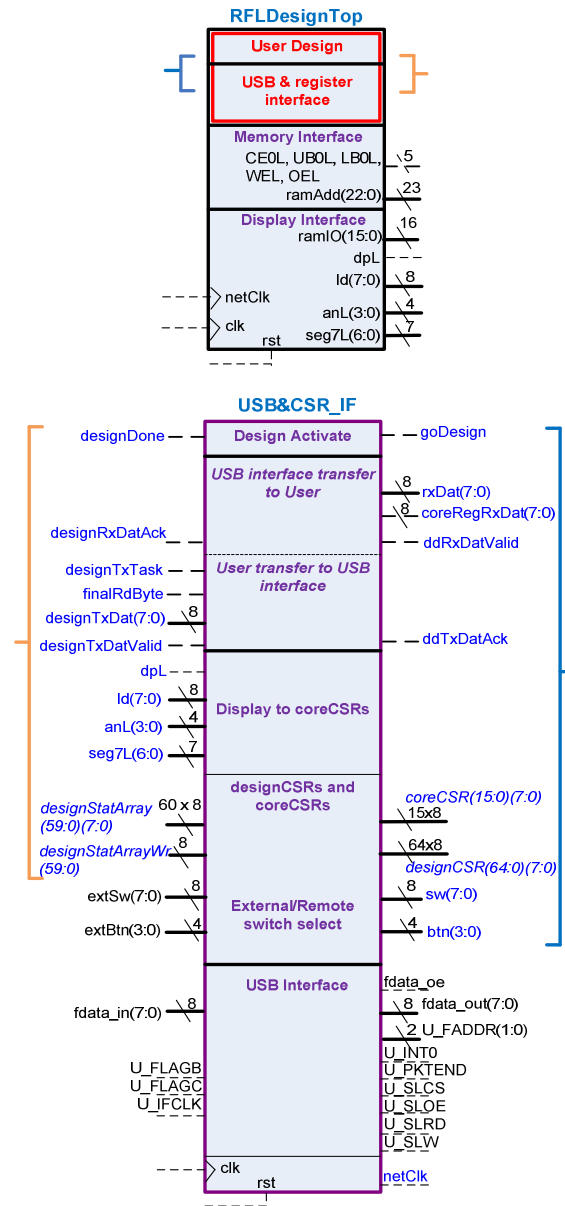 RFLDesignTop
User Design
USB & register
interface
Memory Interface
CE0L, UB0L, LB0L,
WEL, OEL
5
ramAdd(22:0)
23
Display Interface
ramIO(15:0)
16
dpL
ld(7:0)
8
netClk
anL(3:0)
4
clk
seg7L(6:0)
7
rst
USB&CSR_IF
designDone
Design Activate
goDesign
USB interface transfer
to User
8
rxDat(7:0)
8
coreRegRxDat(7:0)
designRxDatAck
ddRxDatValid
designTxTask
User transfer to USB
interface
finalRdByte
designTxDat(7:0)
8
designTxDatValid
ddTxDatAck
dpL
ld(7:0)
8
Display to coreCSRs
anL(3:0)
4
seg7L(6:0)
7
designCSRs and
coreCSRs
designStatArray
(59:0)(7:0)
60 x 8
coreCSR(15:0)(7:0)
15x8
designStatArrayWr
(59:0)
8
64x8
designCSR(64:0)(7:0)
extSw(7:0)
8
External/Remote
switch select
8
sw(7:0)
extBtn(3:0)
4
4
btn(3:0)
USB Interface
fdata_oe
fdata_in(7:0)
8
8
fdata_out(7:0)
2
U_FADDR(1:0)
U_INT0
U_FLAGB
U_PKTEND
U_FLAGC
U_SLCS
U_IFCLK
U_SLOE
U_SLRD
U_SLW
clk
netClk
rst